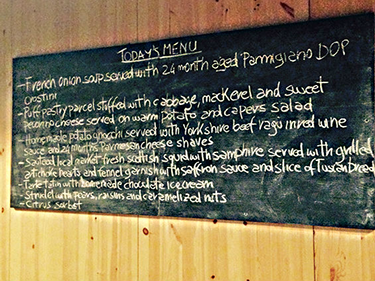 TODAY'S MENU
- French onion soup served with 24 month aged Parmigiano DOP
Crostini
- Puff pastry parcel stuffed with cabbage, mackerel and sweet
pecorino cheese served on warm potato and capers salad
- Homemade potato gnocchi served with Yorkshire beef ragu in red wine
sauce and 24 months Parmesan cheese shaves
- Seafood local market fresh scottish squid with samphire served with grilled
artichoke hearts and fennel garnish with saffron sauce and slice of Tuscan bread
- Tarte Tatin with homemade chocolate ice cream
- Strudel with pears, raisins and caramelized nuts
- Citrus sorbet